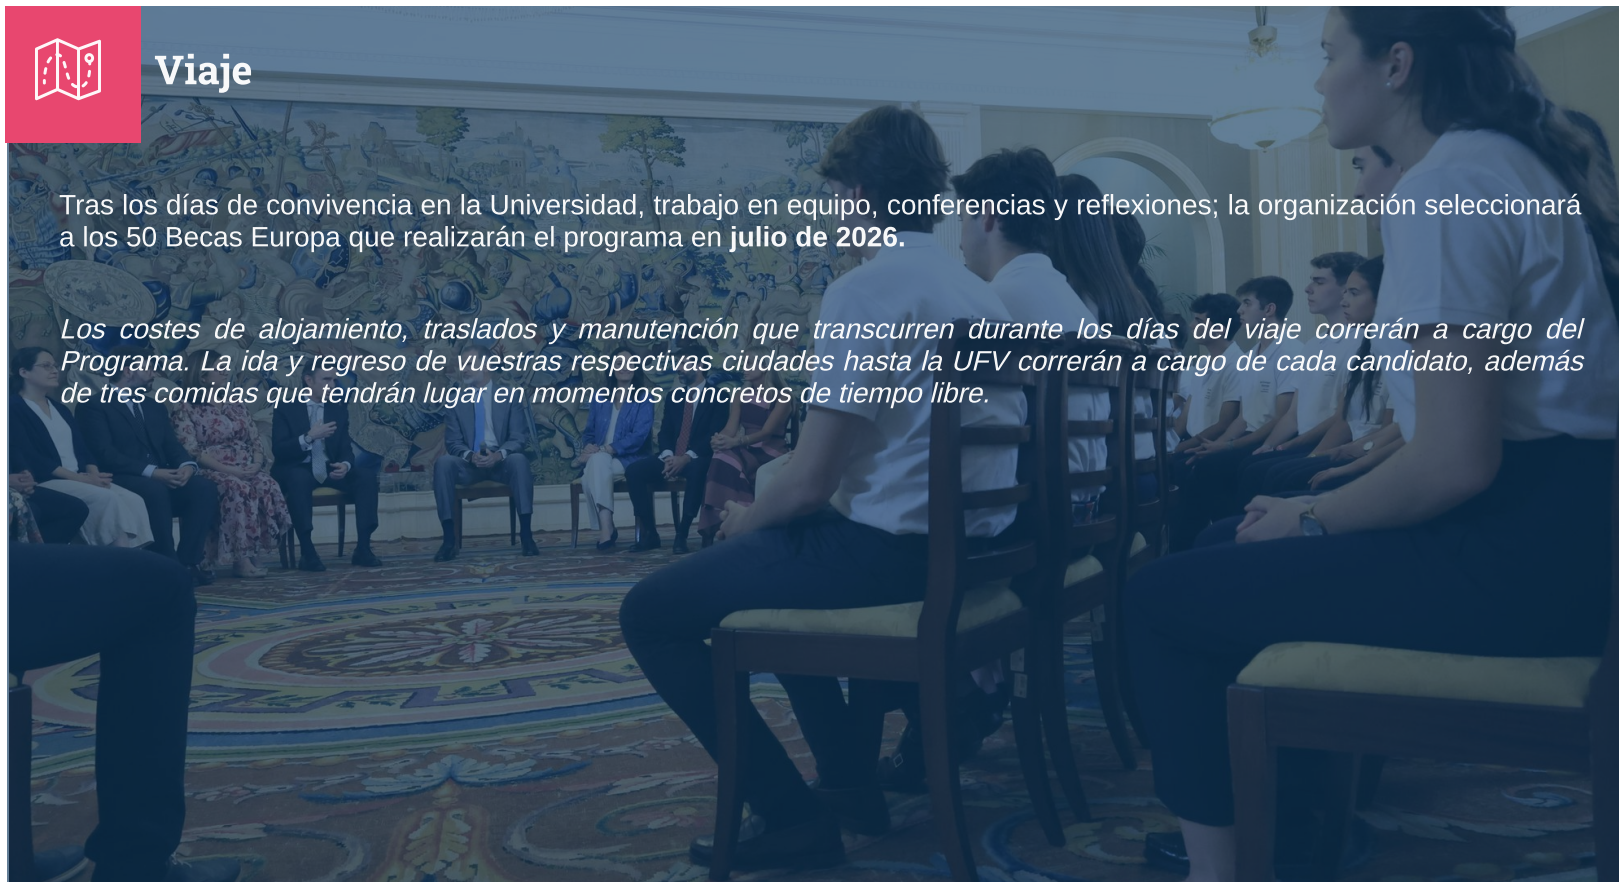 Viaje
Tras los días de convivencia en la Universidad, trabajo en equipo, conferencias y reflexiones; la organización seleccionará
a los 50 Becas Europa que realizarán el programa en julio de 2026.
Los costes de alojamiento, traslados y manutención que transcurren durante los días del viaje correrán a cargo del
Programa. La ida y regreso de vuestras respectivas ciudades hasta la UFV correrán a cargo de cada candidato, además
de tres comidas que tendrán lugar en momentos concretos de tiempo libre.